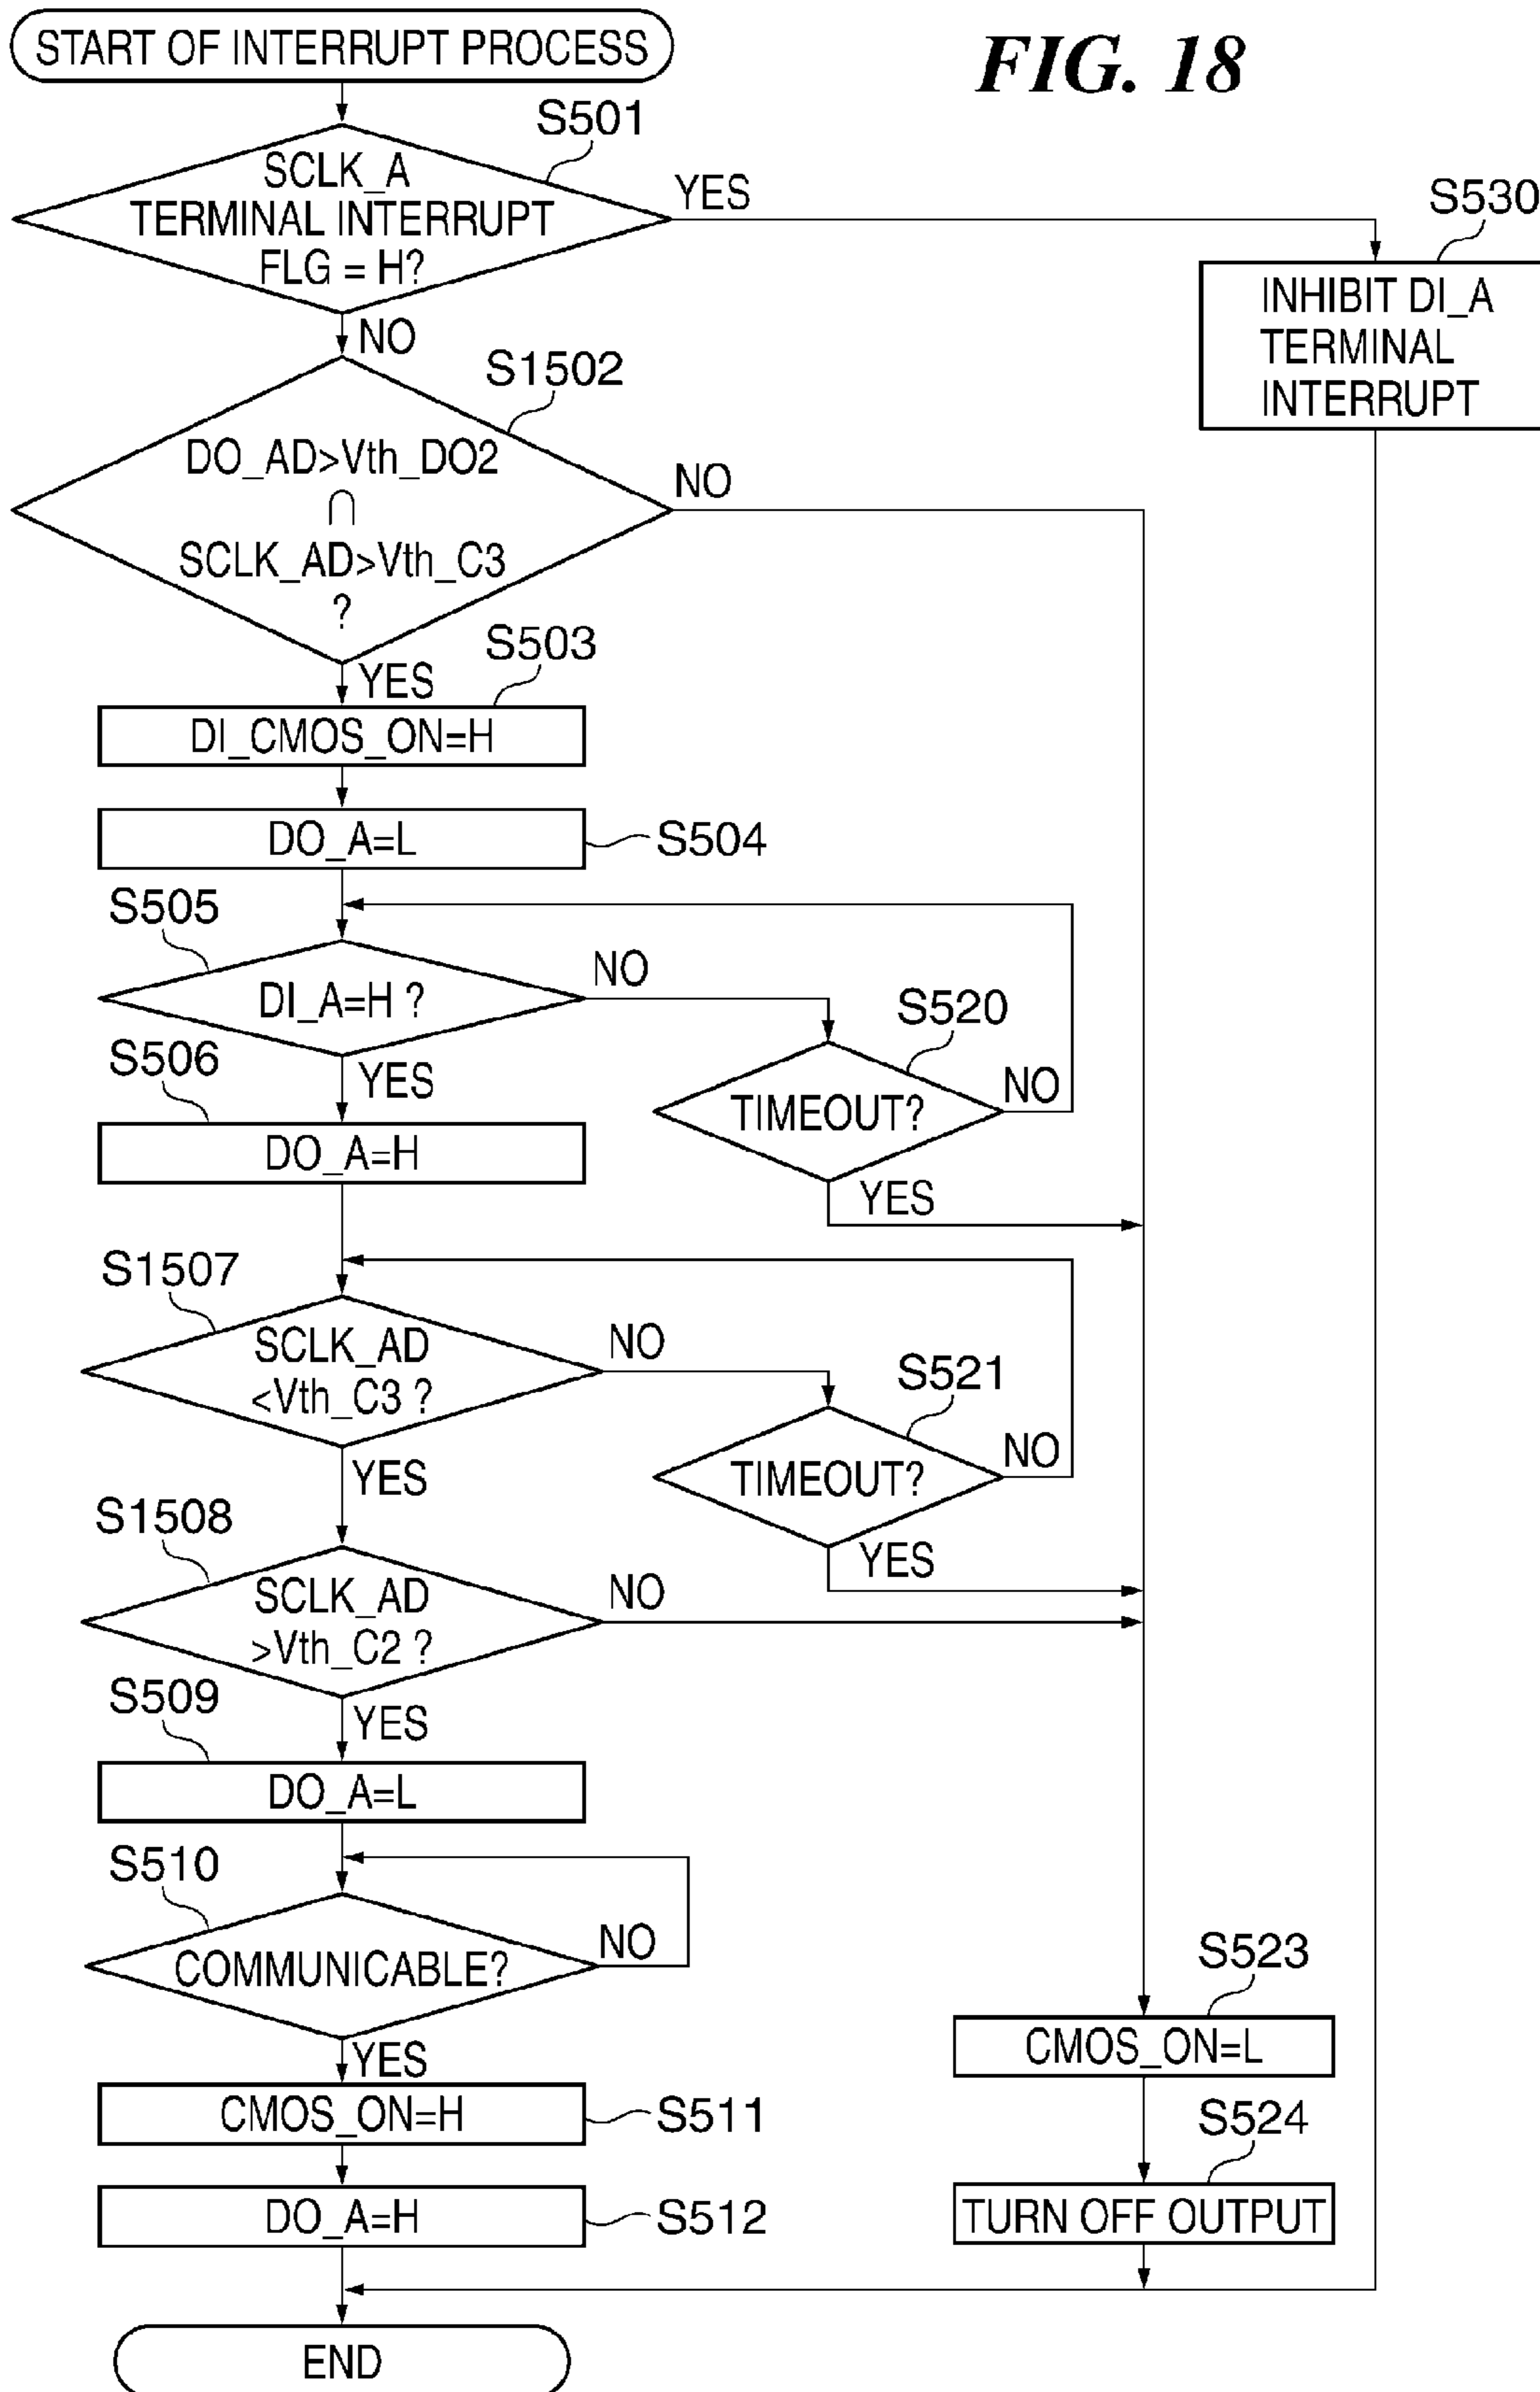 START OF INTERRUPT PROCESS
FIG. 18
S501
SCLK_A
TERMINAL INTERRUPT
FLG = H?
YES
S530
INHIBIT DI_A
TERMINAL
INTERRUPT
NO
S1502
DO_AD>Vth_DO2
∩
SCLK_AD>Vth_C3
?
NO
YES
S503
DI_CMOS_ON=H
DO_A=L
S504
S505
DI_A=H ?
NO
S520
TIMEOUT?
NO
YES
YES
S506
DO_A=H
S1507
SCLK_AD
<Vth_C3 ?
NO
S521
TIMEOUT?
NO
YES
YES
S1508
SCLK_AD
>Vth_C2 ?
NO
YES
S509
DO_A=L
S510
COMMUNICABLE?
NO
YES
S523
CMOS_ON=L
CMOS_ON=H
S511
S524
TURN OFF OUTPUT
DO_A=H
S512
END